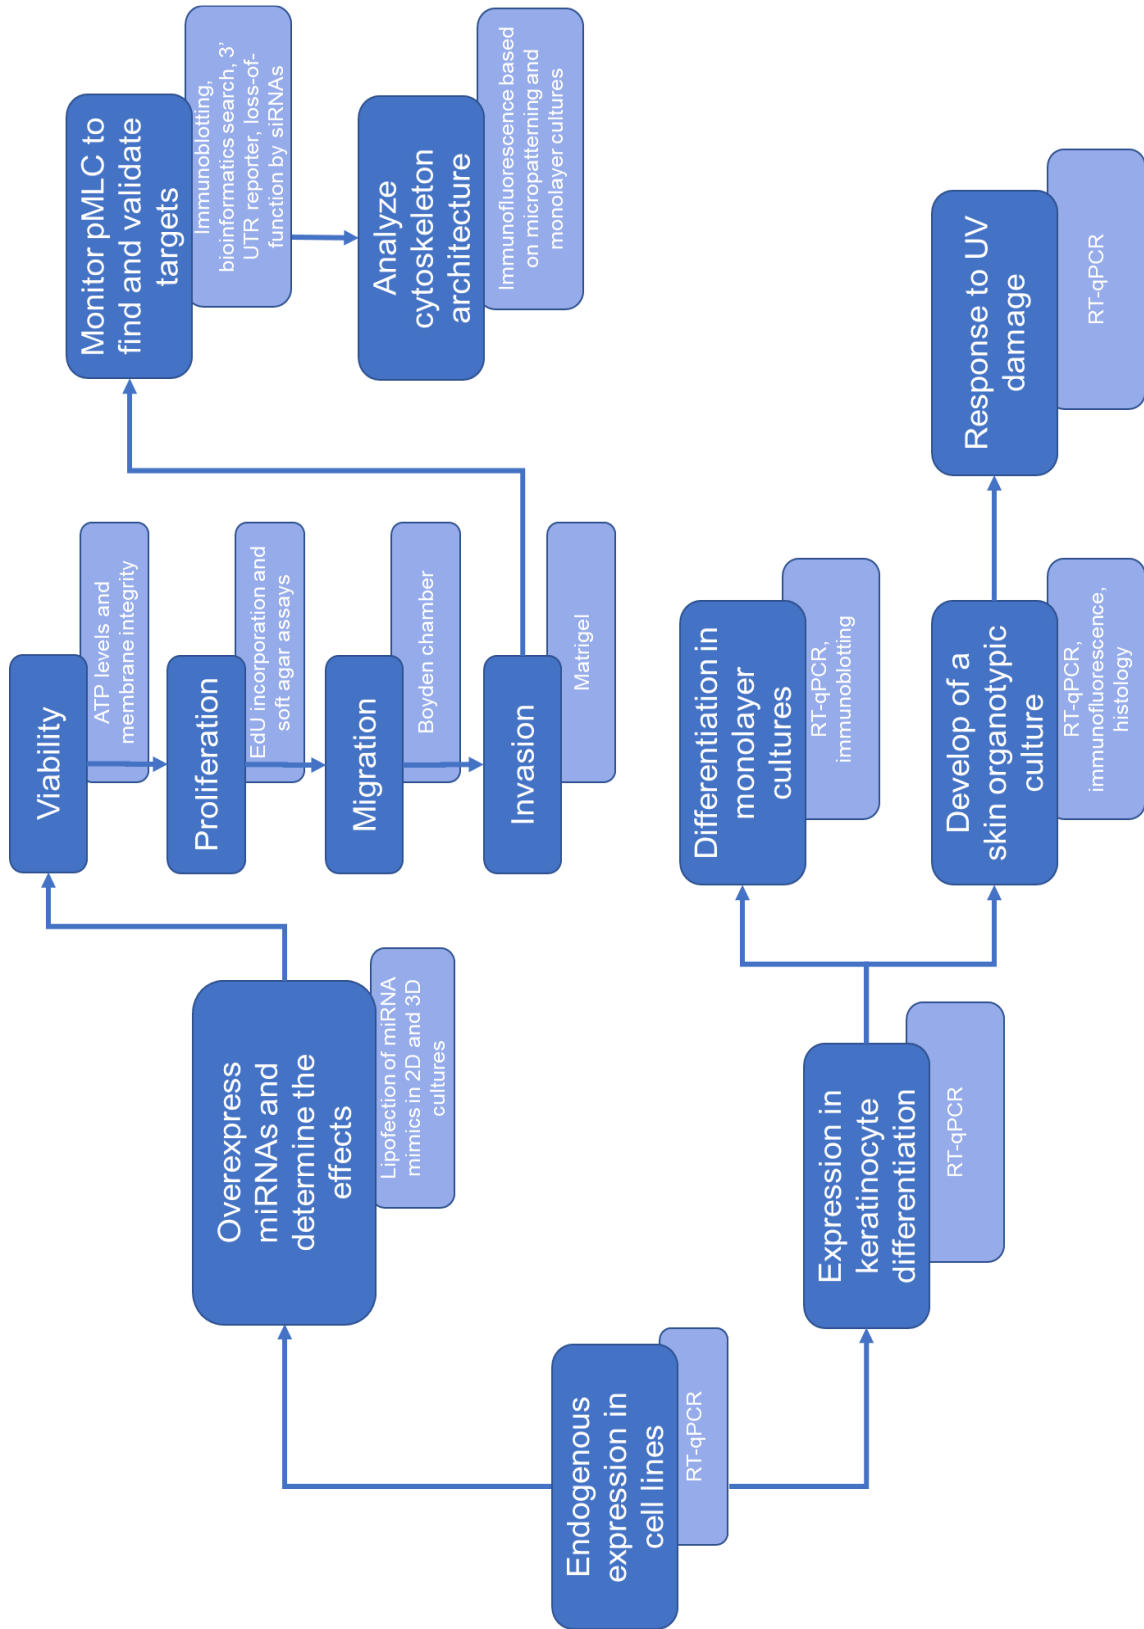 Endogenous
expression in
cell lines
RT-qPCR
Overexpress
miRNAs and
determine the
effects
Lipofection of miRNA
mimics in 2D and 3D
cultures
Viability
ATP levels and
membrane integrity
Proliferation
EdU incorporation and
soft agar assays
Migration
Boyden chamber
Invasion
Matrigel
Monitor pMLC to
find and validate
targets
Immunoblotting,
bioinformatics search, 3’
UTR reporter, loss-of-
function by siRNAs
Analyze
cytoskeleton
architecture
Immunofluorescence based
on micropatterning and
monolayer cultures
Expression in
keratinocyte
differentiation
RT-qPCR
Differentiation in
monolayer
cultures
RT-qPCR,
immunoblotting
Develop of a
skin organotypic
culture
RT-qPCR,
immunofluorescence,
histology
Response to UV
damage
RT-qPCR